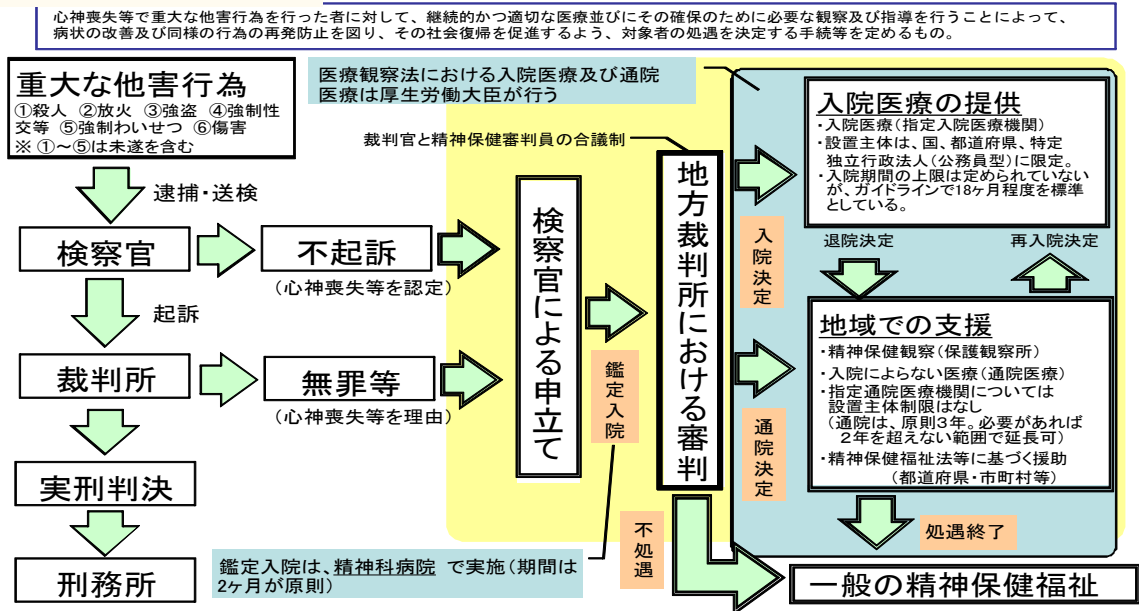 心神喪失等で重大な他害行為を行った者に対して、継続的かつ適切な医療並びにその確保のために必要な観察及び指導を行うことによって、
病状の改善及び同様の行為の再発防止を図り、その社会復帰を促進するよう、対象者の処遇を決定する手続等を定めるもの。
重大な他害行為
①殺人 ②放火 ③強盗 ④強制性
交等 ⑤強制わいせつ ⑥傷害
※ ①～⑤は未遂を含む
逮捕・送検
検察官
不起訴
(心神喪失等を認定)
起訴
裁判所
無罪等
(心神喪失等を理由)
実刑判決
刑務所
検察官による申立て
鑑定入院
鑑定入院は、精神科病院 で実施(期間は
2ヶ月が原則)
医療観察法における入院医療及び通院
医療は厚生労働大臣が行う
裁判官と精神保健審判員の合議制
地方裁判所における審判
入院決定
通院決定
不処遇
入院医療の提供
・入院医療(指定入院医療機関)
・設置主体は、国、都道府県、特定
独立行政法人(公務員型)に限定。
・入院期間の上限は定められていない
が、ガイドラインで18ヶ月程度を標準
としている。
退院決定
再入院決定
地域での支援
・精神保健観察(保護観察所)
・入院によらない医療(通院医療)
・指定通院医療機関については
設置主体制限はなし
(通院は、原則3年。必要があれば
2年を超えない範囲で延長可)
・精神保健福祉法等に基づく援助
(都道府県・市町村等)
処遇終了
一般の精神保健福祉